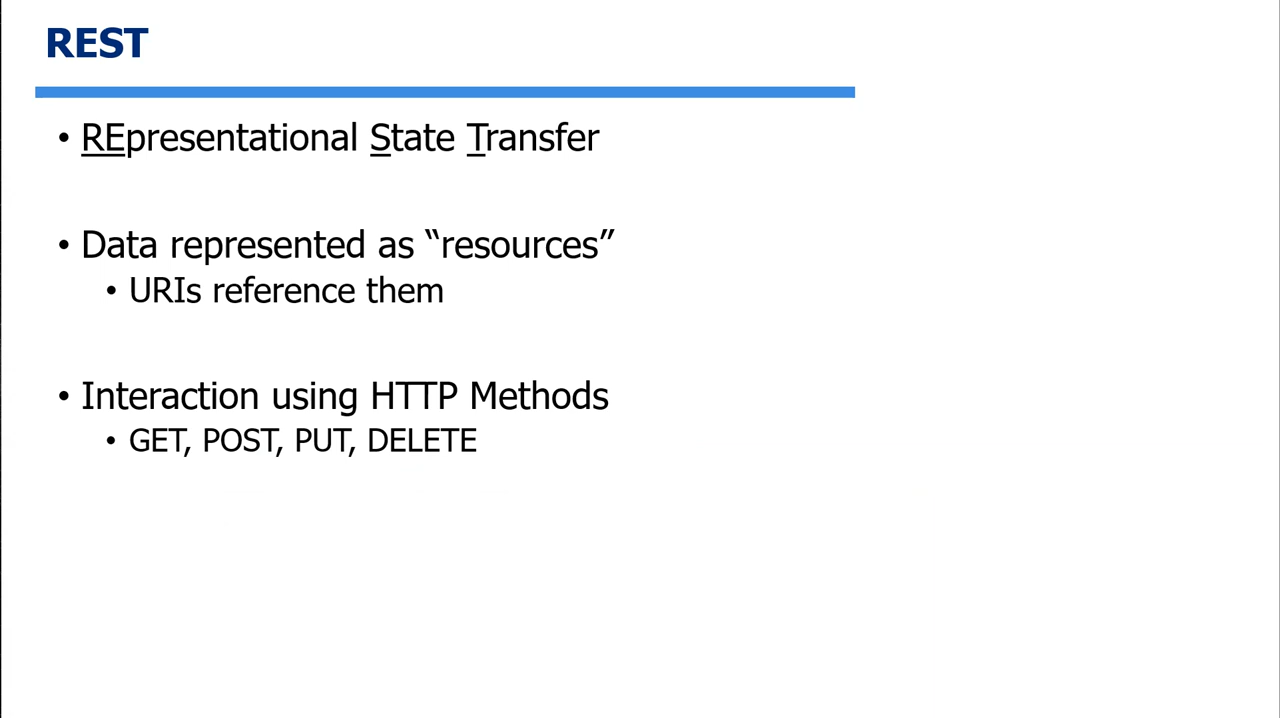 REST
• REpresentational State Transfer
• Data represented as “resources”
• URIs reference them
• Interaction using HTTP Methods
• GET, POST, PUT, DELETE